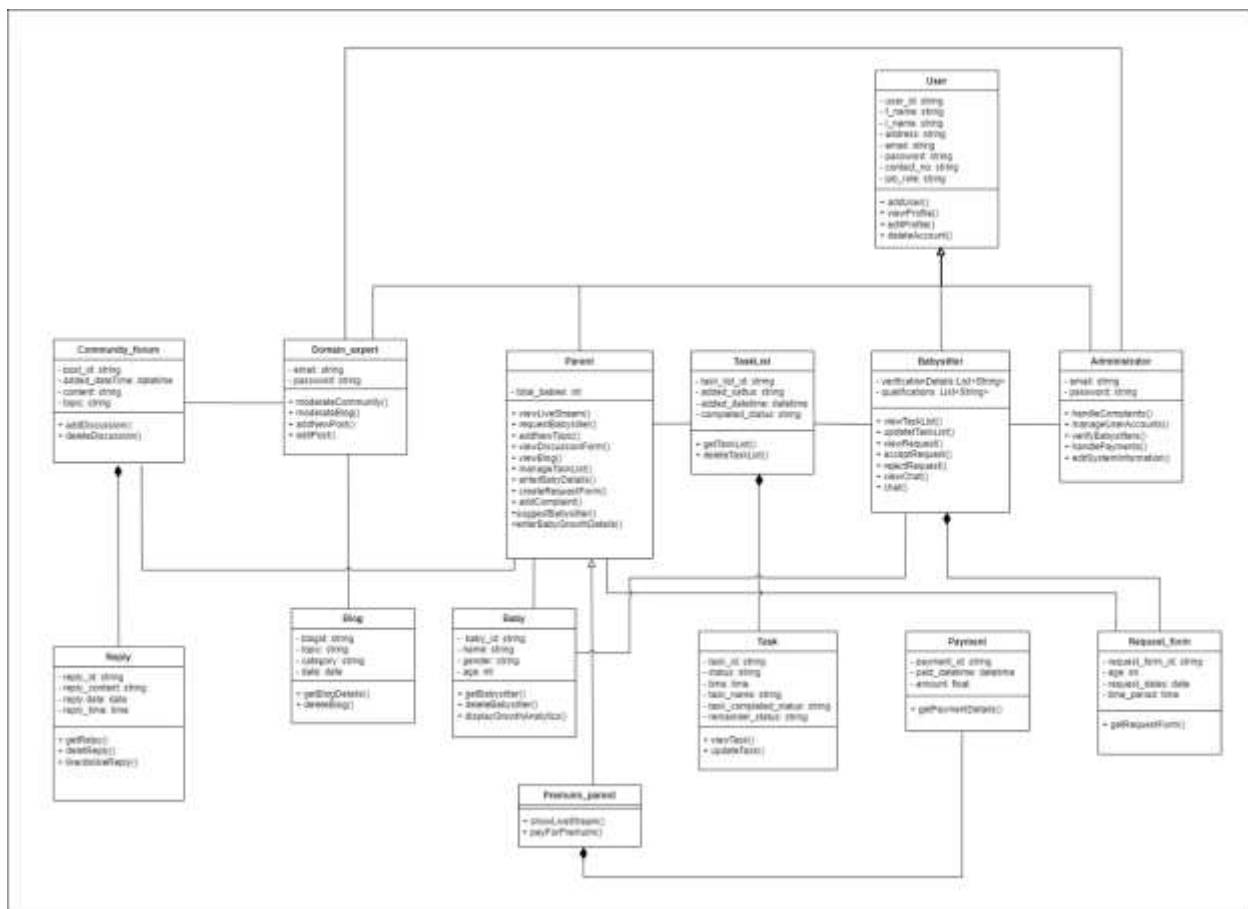 User
- user_id: string
- f_name: string
- l_name: string
- address: string
- email: string
- password: string
- contact_no: string
- job_role: string
+ addUser()
+ viewProfile()
+ editProfile()
+ deleteAccount()
Community_forum
- post_id: string
- added_dateTime: datetime
- content: string
- topic: string
+ addDiscussion()
+ deleteDiscussion()
Domain_expert
- email: string
- password: string
+ moderateCommunity()
+ moderateBlog()
+ addNewPost()
+ editPost()
Parent
- total_babies: int
+ viewLiveStream()
+ requestBabysitter()
+ addNewTopic()
+ viewDiscussionForm()
+ viewBlog()
+ manageTaskList()
+ enterBabyDetails()
+ createRequestForm()
+ addComplaint()
+suggestBabysitter()
+enterBabyGrowthDetails()
TaskList
- task_list_id: string
- added_status: string
- added_datetime: datetime
- completed_status: string
+ getTaskList()
+ deleteTaskList()
Babysitter
- verificationDetails: List<String>
- qualifications: List<String>
+ viewTaskList()
+ updateTaskList()
+ viewRequest()
+ acceptRequest()
+ rejectRequest()
+ viewChat()
+ chat()
Administrator
- email: string
- password: string
+ handleComplaints()
+ manageUserAccounts()
+ verifyBabysitters()
+ handlePayments()
+ editSystemInformation()
Reply
- reply_id: string
- reply_content: string
- reply_date: date
- reply_time: time
+ getReply()
+ deletReply()
Blog
- blogId: string
- topic: string
- category: string
- date: date
+ getBlogDetails()
+ deleteBlog()
Baby
- baby_id: string
- name: string
- gender: string
- age: int
+ getBabysitter()
+ deleteBabysitter()
+ displayGrowthAnalytics()
Task
- task_id: string
- status: string
- time: time
- task_name: string
- task_completed_status: string
- remainder_status: string
+ viewTask()
+ updateTask()
Payment
- payment_id: string
- paid_datetime: datetime
- amount: float
+ getPaymentDetails()
Request_form
- request_form_id: string
- age: int
- request_dates: date
- time_period: time
+ getRequestForm()
Premium_parent
+ showLiveStream()
+ payForPremium()